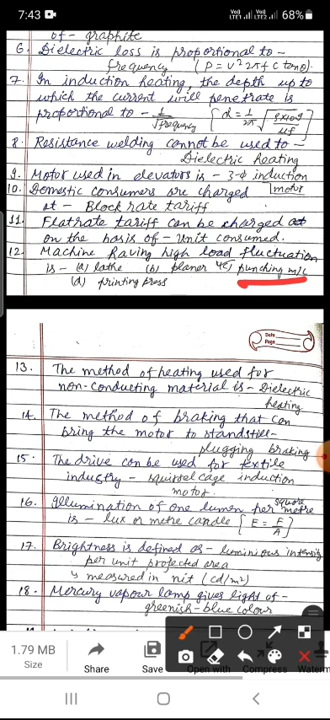 7:43
68%
of - graphite
6. Dielectric loss is proportional to -
frequency (P = V² 2πf C tanδ).
7. In induction heating, the depth up to
which the current will penetrate is
proportional to - 1/√frequency [d = 1/2π √(ρ×10⁹/μf)]
8. Resistance welding cannot be used to -
Dielectric heating
9. Motor used in elevators is - 3-ϕ induction
motor
10. Domestic consumers are charged
at - Block rate tariff
11. Flat rate tariff can be charged
on the basis of - unit consumed.
12. Machine having high load fluctuation
is - (a) lathe (b) planer (c) punching m/c
(d) printing press
Date
Page
13. The method of heating used for
non-conducting material is - Dielectric
heating
14. The method of braking that can
bring the motor to standstill -
plugging braking
15. The drive can be used for textile
industry - squirrel cage induction
motor.
16. Illumination of one lumen per square metre
is - lux or metre candle [E = F/A]
17. Brightness is defined as - luminious intensity
per unit projected area
↳ measured in nit (cd/m²)
18. Mercury vapour lamp gives light of -
greenish-blue colour
1.79 MB
Size
Share
Save
Open with
Compress
Waterm